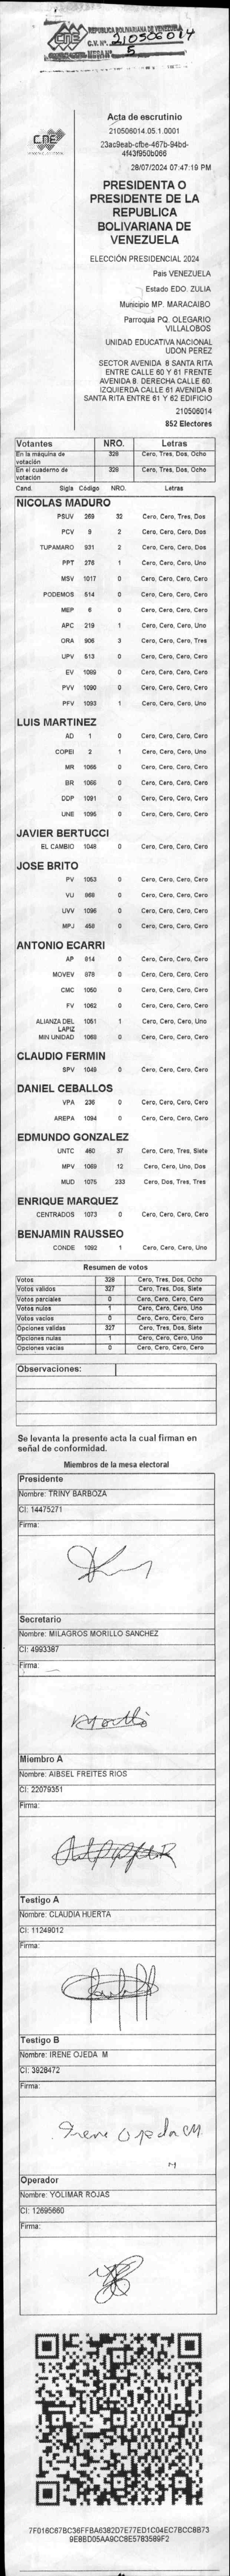 CNE REPUBLICA BOLIVARIANA DE VENEZUELA
C.V. N°. 210506014
MESA N° 5
CNE
Acta de escrutinio
210506014.05.1.0001
23ac9eab-cfbe-467b-94bd-
4f43f950b066
28/07/2024 07:47:19 PM
PRESIDENTA O
PRESIDENTE DE LA
REPUBLICA
BOLIVARIANA DE
VENEZUELA
ELECCIÓN PRESIDENCIAL 2024
Pais VENEZUELA
Estado EDO. ZULIA
Municipio MP. MARACAIBO
Parroquia PQ. OLEGARIO
VILLALOBOS
UNIDAD EDUCATIVA NACIONAL
UDON PEREZ
SECTOR AVENIDA 8 SANTA RITA
ENTRE CALLE 60 Y 61 FRENTE
AVENIDA 8. DERECHA CALLE 60.
IZQUIERDA CALLE 61 AVENIDA 8
SANTA RITA ENTRE 61 Y 62 EDIFICIO
210506014
852 Electores
Votantes NRO. Letras
En la máquina de votación 328 Cero, Tres, Dos, Ocho
En el cuaderno de votación 328 Cero, Tres, Dos, Ocho
Cand. Sigla Código NRO. Letras
NICOLAS MADURO
PSUV 269 32 Cero, Cero, Tres, Dos
PCV 9 2 Cero, Cero, Cero, Dos
TUPAMARO 931 2 Cero, Cero, Cero, Dos
PPT 276 1 Cero, Cero, Cero, Uno
MSV 1017 0 Cero, Cero, Cero, Cero
PODEMOS 514 0 Cero, Cero, Cero, Cero
MEP 6 0 Cero, Cero, Cero, Cero
APC 219 1 Cero, Cero, Cero, Uno
ORA 906 3 Cero, Cero, Cero, Tres
UPV 513 0 Cero, Cero, Cero, Cero
EV 1099 0 Cero, Cero, Cero, Cero
PVV 1090 0 Cero, Cero, Cero, Cero
PFV 1093 1 Cero, Cero, Cero, Uno
LUIS MARTINEZ
AD 1 0 Cero, Cero, Cero, Cero
COPEI 2 1 Cero, Cero, Cero, Uno
MR 1065 0 Cero, Cero, Cero, Cero
BR 1066 0 Cero, Cero, Cero, Cero
DDP 1091 0 Cero, Cero, Cero, Cero
UNE 1095 0 Cero, Cero, Cero, Cero
JAVIER BERTUCCI
EL CAMBIO 1048 0 Cero, Cero, Cero, Cero
JOSE BRITO
PV 1053 0 Cero, Cero, Cero, Cero
VU 969 0 Cero, Cero, Cero, Cero
UVV 1096 0 Cero, Cero, Cero, Cero
MPJ 458 0 Cero, Cero, Cero, Cero
ANTONIO ECARRI
AP 914 0 Cero, Cero, Cero, Cero
MOVEV 878 0 Cero, Cero, Cero, Cero
CMC 1050 0 Cero, Cero, Cero, Cero
FV 1062 0 Cero, Cero, Cero, Cero
ALIANZA DEL LAPIZ 1051 1 Cero, Cero, Cero, Uno
MIN UNIDAD 1069 0 Cero, Cero, Cero, Cero
CLAUDIO FERMIN
SPV 1049 0 Cero, Cero, Cero, Cero
DANIEL CEBALLOS
VPA 236 0 Cero, Cero, Cero, Cero
AREPA 1094 0 Cero, Cero, Cero, Cero
EDMUNDO GONZALEZ
UNTC 460 37 Cero, Cero, Tres, Siete
MPV 1069 12 Cero, Cero, Uno, Dos
MUD 1075 233 Cero, Dos, Tres, Tres
ENRIQUE MARQUEZ
CENTRADOS 1073 0 Cero, Cero, Cero, Cero
BENJAMIN RAUSSEO
CONDE 1092 1 Cero, Cero, Cero, Uno
Resumen de votos
Votos 328 Cero, Tres, Dos, Ocho
Votos validos 327 Cero, Tres, Dos, Siete
Votos parciales 0 Cero, Cero, Cero, Cero
Votos nulos 1 Cero, Cero, Cero, Uno
Votos vacios 0 Cero, Cero, Cero, Cero
Opciones validas 327 Cero, Tres, Dos, Siete
Opciones nulas 1 Cero, Cero, Cero, Uno
Opciones vacias 0 Cero, Cero, Cero, Cero
Observaciones:
Se levanta la presente acta la cual firman en
señal de conformidad.
Miembros de la mesa electoral
Presidente
Nombre: TRINY BARBOZA
CI: 14475271
Firma:
Secretario
Nombre: MILAGROS MORILLO SANCHEZ
CI: 4993387
Firma:
Morillo
Miembro A
Nombre: AIBSEL FREITES RIOS
CI: 22079351
Firma:
Testigo A
Nombre: CLAUDIA HUERTA
CI: 11249012
Firma:
Testigo B
Nombre: IRENE OJEDA M
CI: 3928472
Firma:
Irene Ojeda M
Operador
Nombre: YOLIMAR ROJAS
CI: 12695660
Firma:
7F016C67BC36FFBA6382D7E77ED1C04EC7BCC8B73
9E8BD05AA9CC8E5783589F2